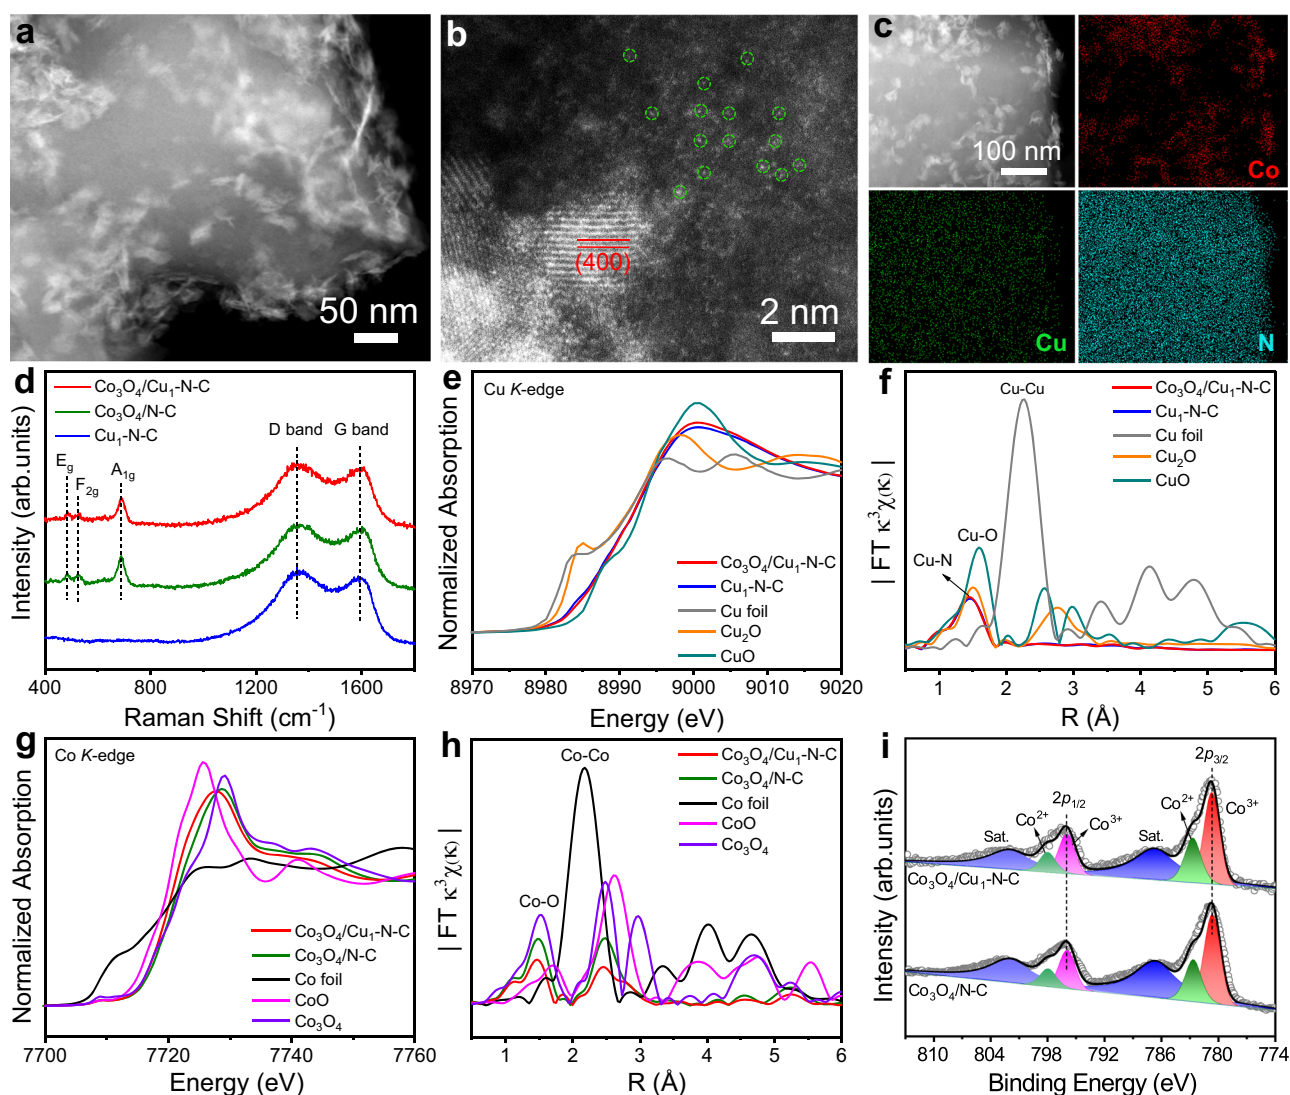 a
50 nm
b
(400)
2 nm
c
100 nm
Co
Cu
N
d
Co₃O₄/Cu₁-N-C
Co₃O₄/N-C
Cu₁-N-C
D band
G band
E_g
F_2g
A_1g
Intensity (arb.units)
400
800
1200
1600
Raman Shift (cm⁻¹)
e
Cu K-edge
Co₃O₄/Cu₁-N-C
Cu₁-N-C
Cu foil
Cu₂O
CuO
Normalized Absorption
8970
8980
8990
9000
9010
9020
Energy (eV)
f
Cu-Cu
Co₃O₄/Cu₁-N-C
Cu₁-N-C
Cu foil
Cu₂O
CuO
Cu-O
Cu-N
| FT κ³χ(κ) |
1
2
3
4
5
6
R (Å)
g
Co K-edge
Co₃O₄/Cu₁-N-C
Co₃O₄/N-C
Co foil
CoO
Co₃O₄
Normalized Absorption
7700
7720
7740
7760
Energy (eV)
h
Co-Co
Co₃O₄/Cu₁-N-C
Co₃O₄/N-C
Co foil
CoO
Co₃O₄
Co-O
| FT κ³χ(κ) |
1
2
3
4
5
6
R (Å)
i
2p₃/₂
2p₁/₂
Co²⁺
Co³⁺
Co²⁺
Co³⁺
Sat.
Sat.
Co₃O₄/Cu₁-N-C
Co₃O₄/N-C
Intensity (arb.units)
810
804
798
792
786
780
774
Binding Energy (eV)